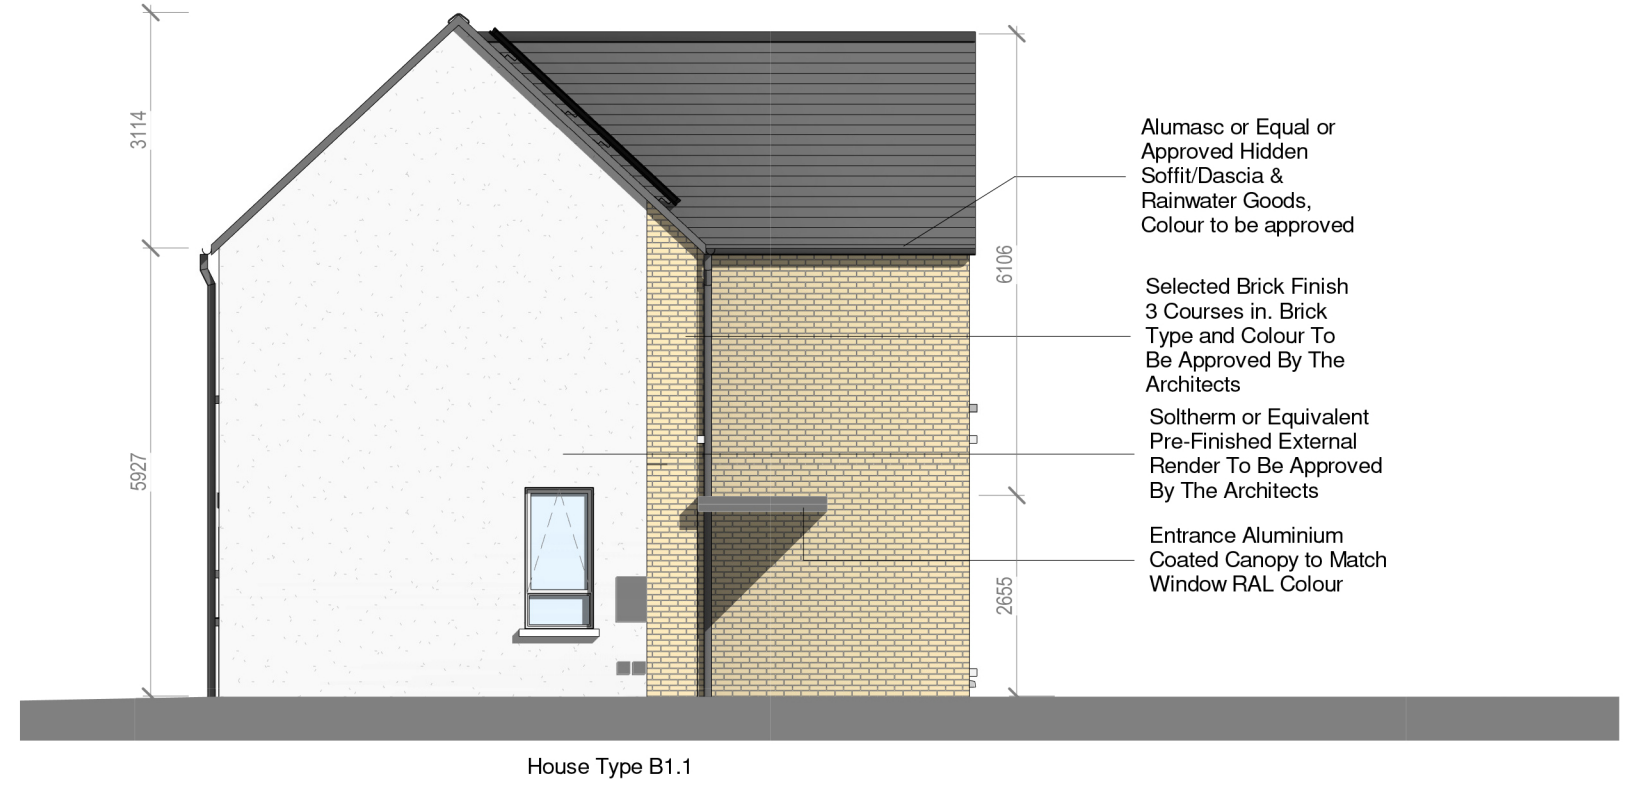 3114
5927
6106
2655
Alumasc or Equal or
Approved Hidden
Soffit/Dascia &
Rainwater Goods,
Colour to be approved
Selected Brick Finish
3 Courses in. Brick
Type and Colour To
Be Approved By The
Architects
Soltherm or Equivalent
Pre-Finished External
Render To Be Approved
By The Architects
Entrance Aluminium
Coated Canopy to Match
Window RAL Colour
House Type B1.1